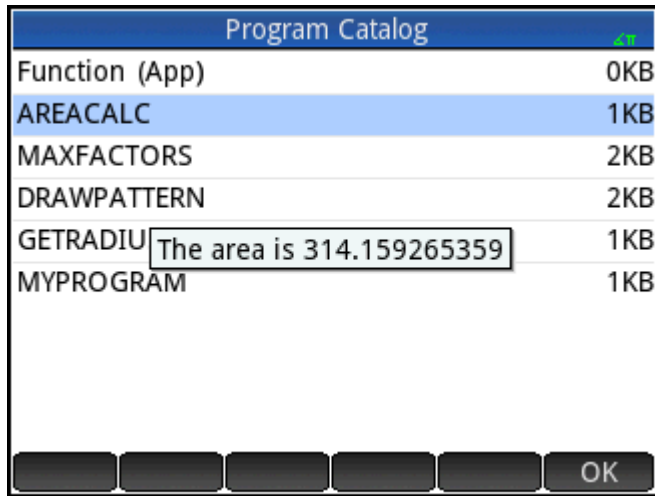 Program Catalog
∡π
Function (App) 0KB
AREACALC 1KB
MAXFACTORS 2KB
DRAWPATTERN 2KB
GETRADIU 1KB
The area is 314.159265359
MYPROGRAM 1KB
OK